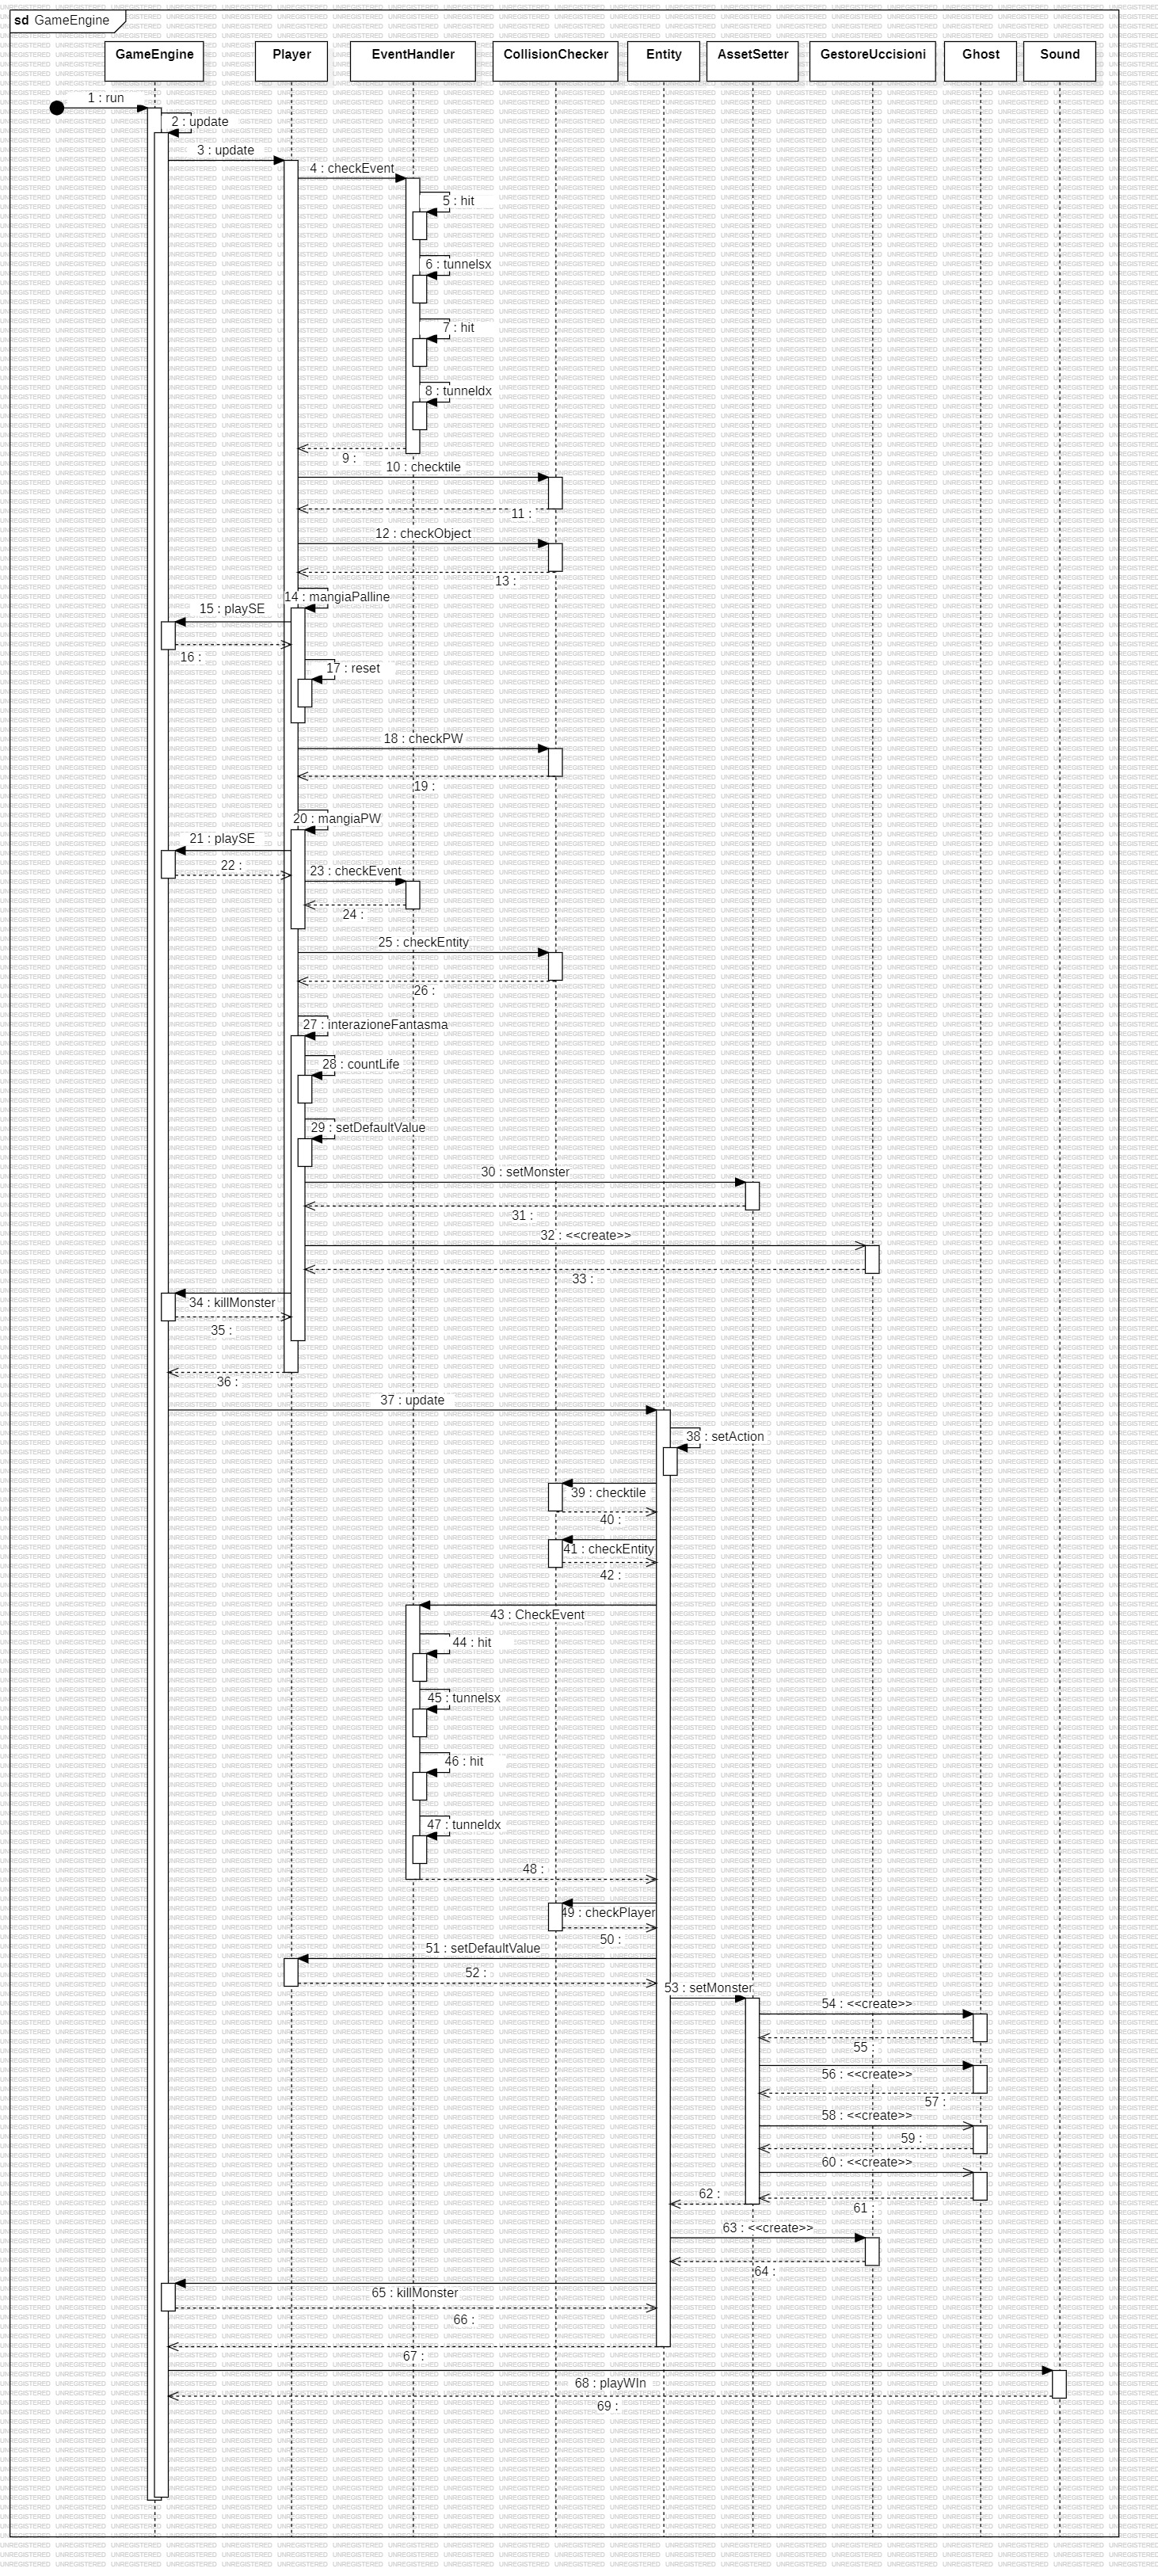 sd GameEngine
GameEngine
Player
EventHandler
CollisionChecker
Entity
AssetSetter
GestoreUccisioni
Ghost
Sound
1 : run
2 : update
3 : update
4 : checkEvent
5 : hit
6 : tunnelsx
7 : hit
8 : tunneldx
9 :
10 : checktile
11 :
12 : checkObject
13 :
14 : mangiaPalline
15 : playSE
16 :
17 : reset
18 : checkPW
19 :
20 : mangiaPW
21 : playSE
22 :
23 : checkEvent
24 :
25 : checkEntity
26 :
27 : interazioneFantasma
28 : countLife
29 : setDefaultValue
30 : setMonster
31 :
32 : <<create>>
33 :
34 : killMonster
35 :
36 :
37 : update
38 : setAction
39 : checktile
40 :
41 : checkEntity
42 :
43 : CheckEvent
44 : hit
45 : tunnelsx
46 : hit
47 : tunneldx
48 :
49 : checkPlayer
50 :
51 : setDefaultValue
52 :
53 : setMonster
54 : <<create>>
55 :
56 : <<create>>
57 :
58 : <<create>>
59 :
60 : <<create>>
62 :
61 :
63 : <<create>>
64 :
65 : killMonster
66 :
67 :
68 : playWIn
69 :
UNREGISTERED